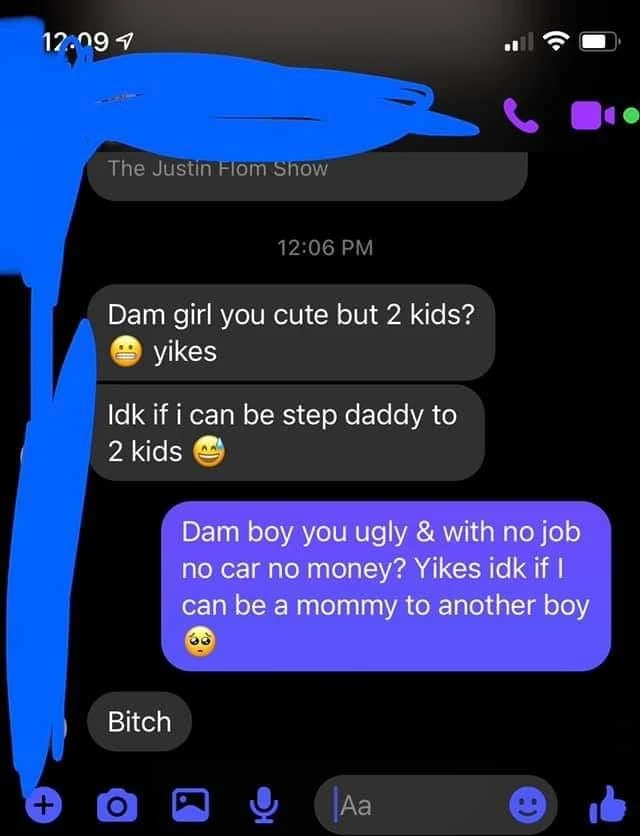 12:09
The Justin Flom Show
12:06 PM
Dam girl you cute but 2 kids?
😬 yikes
Idk if i can be step daddy to
2 kids 😅
Dam boy you ugly & with no job
no car no money? Yikes idk if I
can be a mommy to another boy
🥺
Bitch
Aa